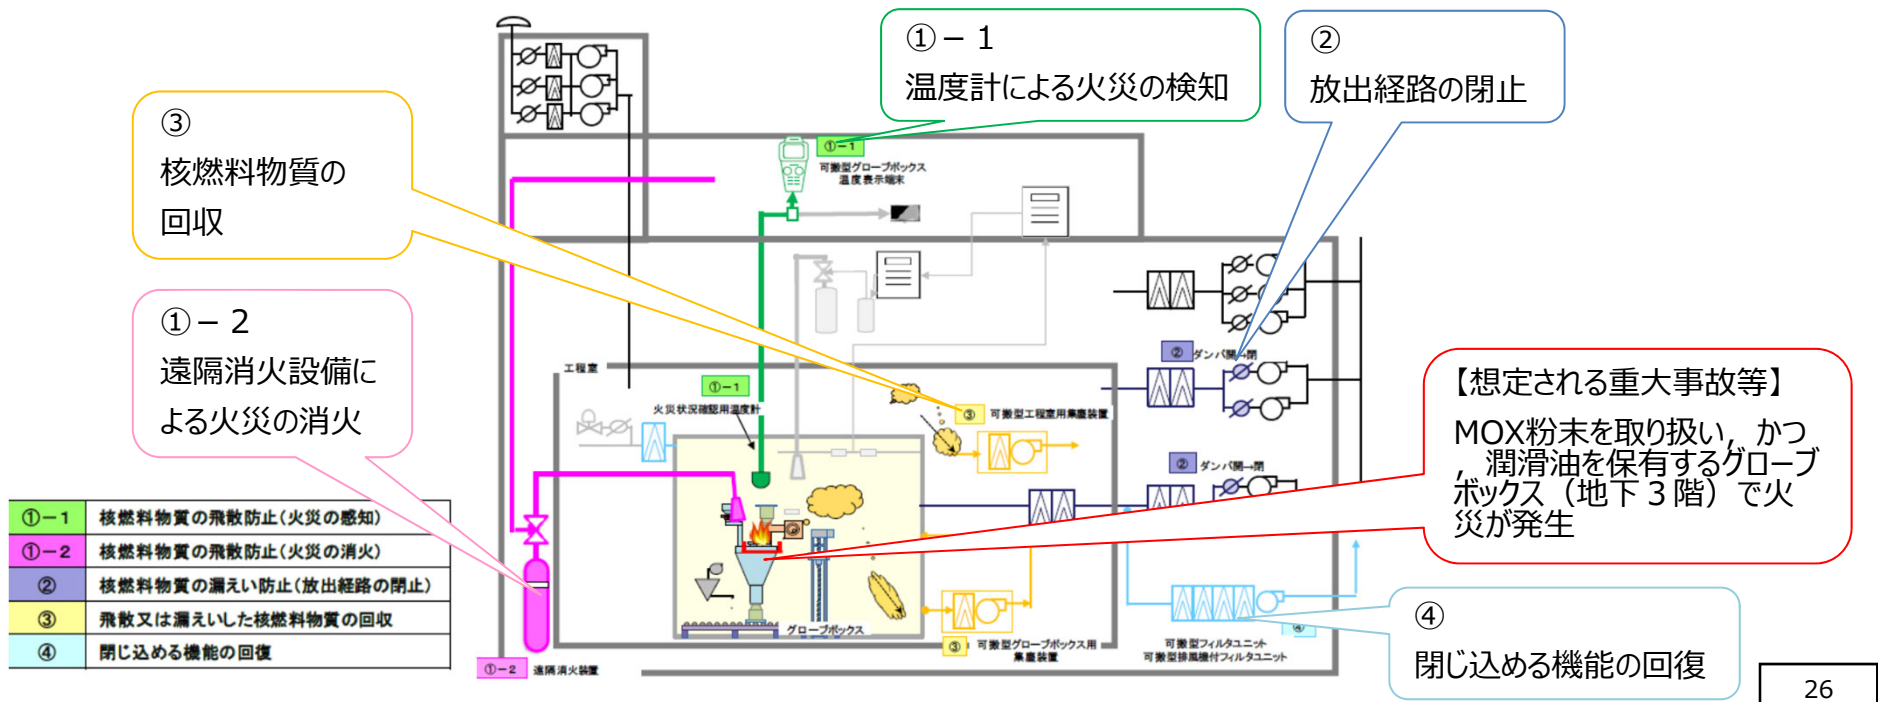 ①－１
温度計による火災の検知
②
放出経路の閉止
③
核燃料物質の
回収
①－２
遠隔消火設備に
よる火災の消火
①－1
可搬型グローブボックス
温度表示端末
工程室
①－1
火災状況確認用温度計
③
可搬型工程室用集塵装置
②
ダンパ開→閉
②
ダンパ開→閉
【想定される重大事故等】
MOX粉末を取り扱い，かつ
，潤滑油を保有するグローブ
ボックス（地下３階）で火
災が発生
グローブボックス
③
可搬型グローブボックス用
集塵装置
可搬型フィルタユニット
可搬型排風機付フィルタユニット
④
④
閉じ込める機能の回復
①－1 核燃料物質の飛散防止(火災の感知)
①－2 核燃料物質の飛散防止(火災の消火)
② 核燃料物質の漏えい防止(放出経路の閉止)
③ 飛散又は漏えいした核燃料物質の回収
④ 閉じ込める機能の回復
①－2
遠隔消火装置
26